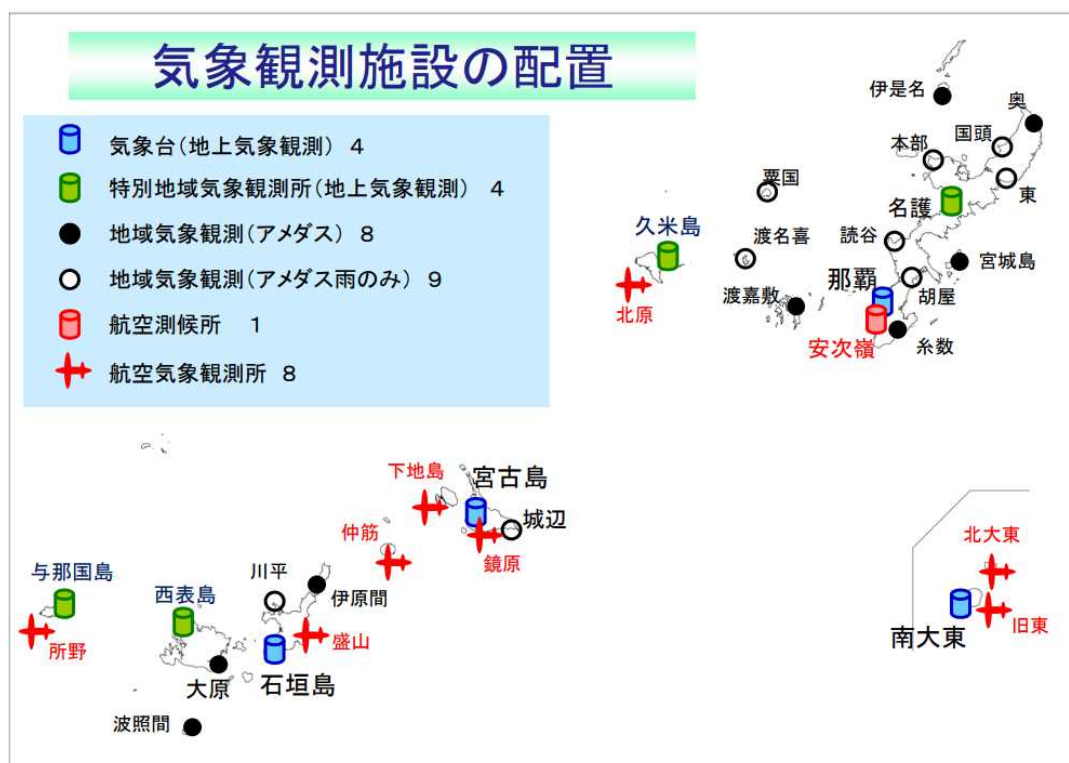 気象観測施設の配置
気象台(地上気象観測) 4
特別地域気象観測所(地上気象観測) 4
地域気象観測(アメダス) 8
地域気象観測(アメダス雨のみ) 9
航空測候所 1
航空気象観測所 8
伊是名
奥
国頭
本部
粟国
東
名護
久米島
渡名喜
読谷
宮城島
那覇
渡嘉敷
胡屋
北原
安次嶺
糸数
下地島
宮古島
城辺
仲筋
鏡原
北大東
与那国島
川平
西表島
伊原間
旧東
南大東
所野
盛山
大原
石垣島
波照間